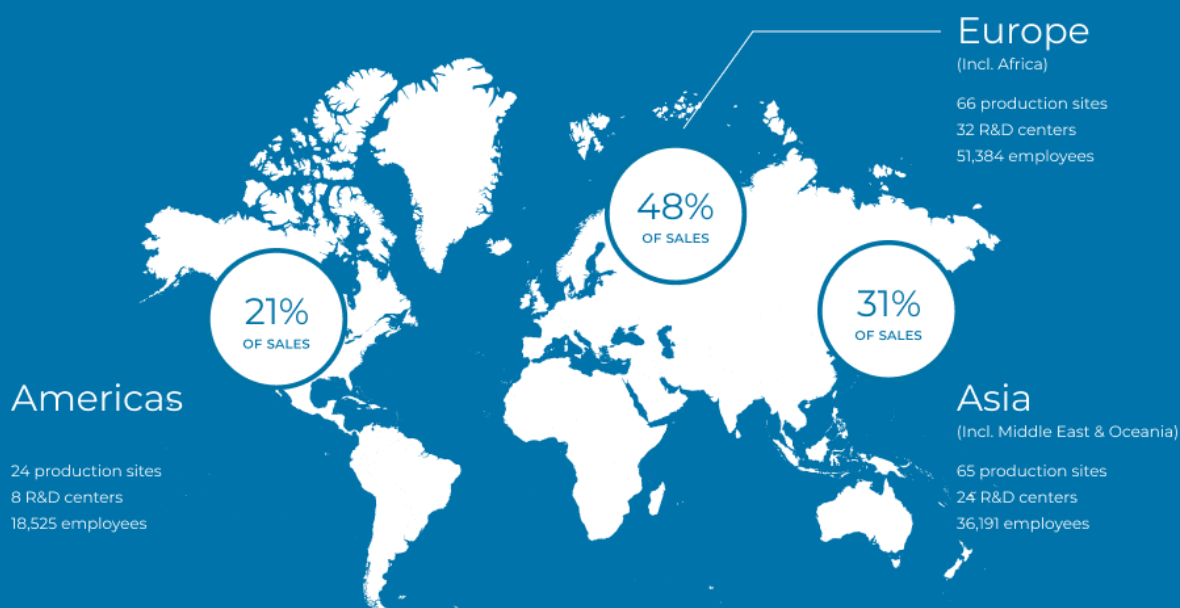 Europe
(Incl. Africa)
66 production sites
32 R&D centers
51,384 employees
48%
OF SALES
21%
OF SALES
31%
OF SALES
Americas
24 production sites
8 R&D centers
18,525 employees
Asia
(Incl. Middle East & Oceania)
65 production sites
24 R&D centers
36,191 employees